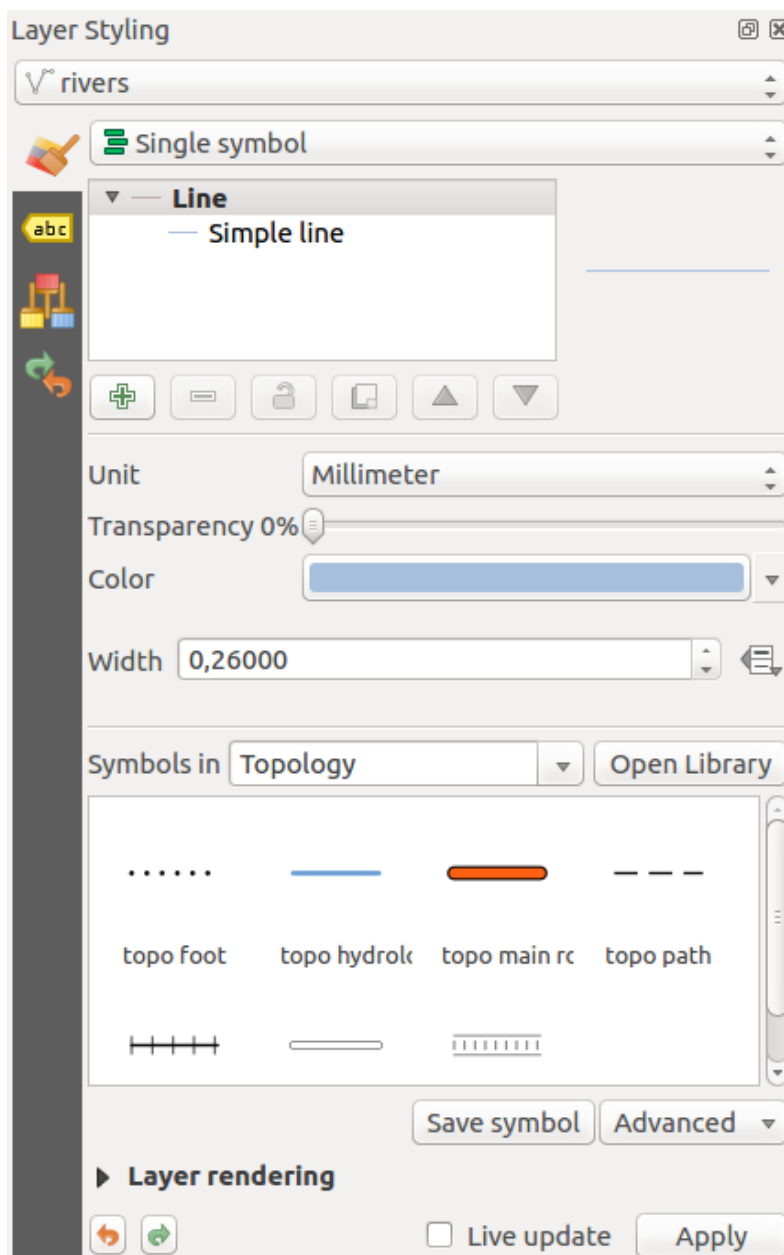 Layer Styling
rivers
Single symbol
Line
abc
Simple line
Unit Millimeter
Transparency 0%
Color
Width 0,26000
Symbols in Topology Open Library
topo foot topo hydrolo topo main ro topo path
Save symbol Advanced
Layer rendering
Live update Apply